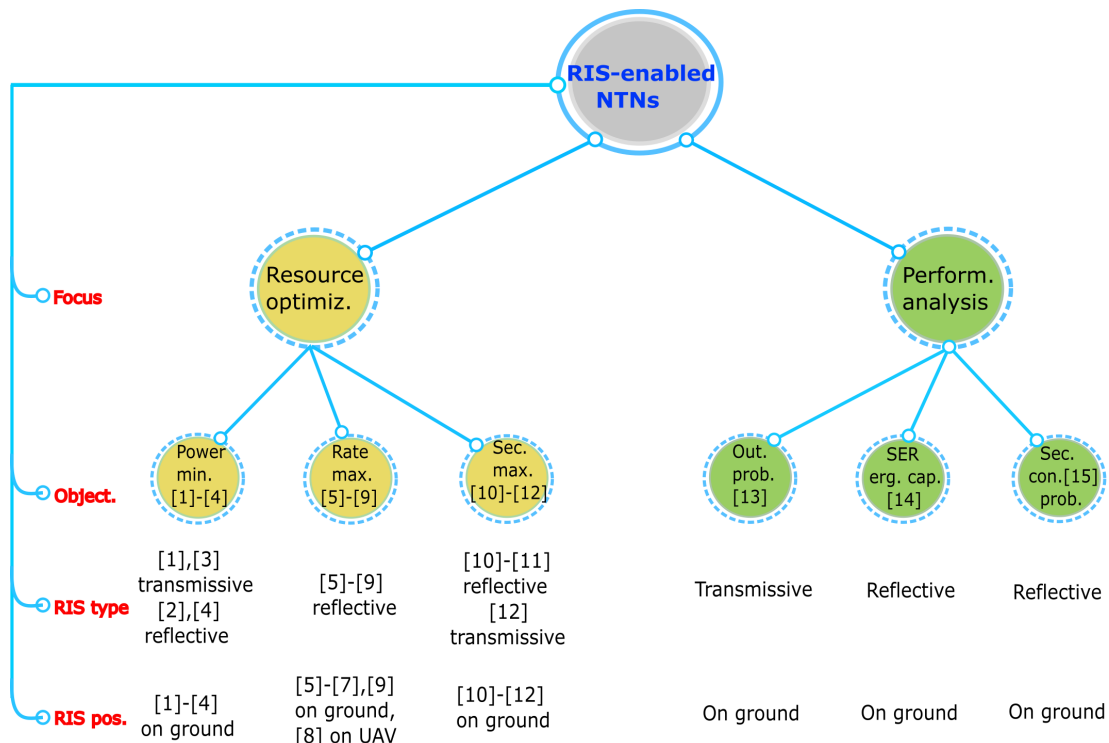 RIS-enabled
NTNs
Focus
Resource
optimiz.
Perform.
analysis
Object.
Power
min.
[1]-[4]
Rate
max.
[5]-[9]
Sec.
max.
[10]-[12]
Out.
prob.
[13]
SER
erg. cap.
[14]
Sec.
con.[15]
prob.
RIS type
[1],[3]
transmissive
[2],[4]
reflective
[5]-[9]
reflective
[10]-[11]
reflective
[12]
transmissive
Transmissive
Reflective
Reflective
RIS pos.
[1]-[4]
on ground
[5]-[7],[9]
on ground,
[8] on UAV
[10]-[12]
on ground
On ground
On ground
On ground